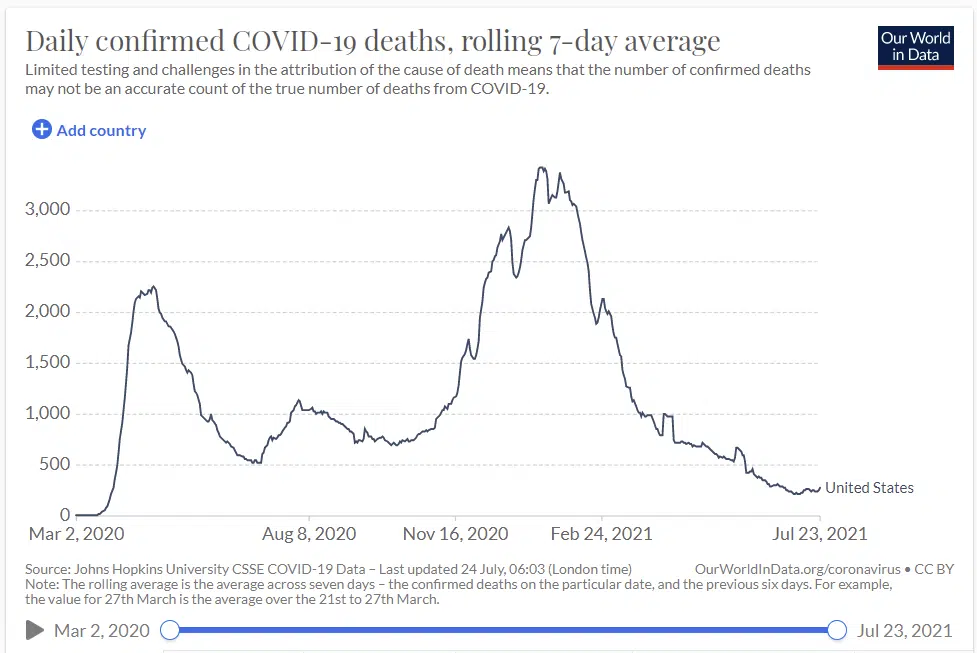 Daily confirmed COVID-19 deaths, rolling 7-day average
Our World
in Data
Limited testing and challenges in the attribution of the cause of death means that the number of confirmed deaths
may not be an accurate count of the true number of deaths from COVID-19.
Add country
3,000
2,500
2,000
1,500
1,000
500
0
United States
Mar 2, 2020
Aug 8, 2020
Nov 16, 2020
Feb 24, 2021
Jul 23, 2021
Source: Johns Hopkins University CSSE COVID-19 Data – Last updated 24 July, 06:03 (London time)
OurWorldInData.org/coronavirus • CC BY
Note: The rolling average is the average across seven days – the confirmed deaths on the particular date, and the previous six days. For example,
the value for 27th March is the average over the 21st to 27th March.
Mar 2, 2020
Jul 23, 2021